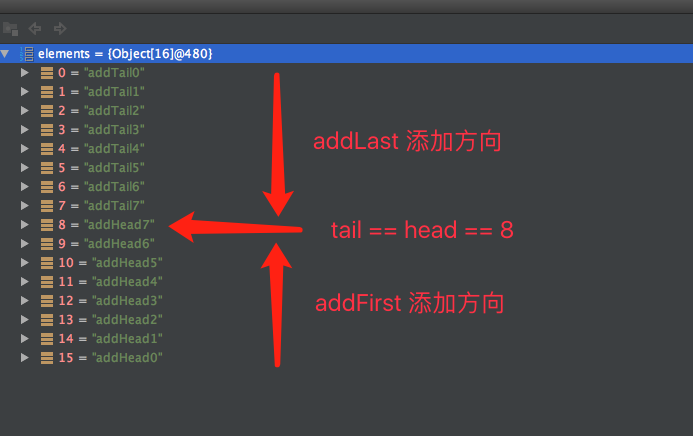 elements = {Object[16]@480}
0 = "addTail0"
1 = "addTail1"
2 = "addTail2"
3 = "addTail3"
4 = "addTail4"
5 = "addTail5"
6 = "addTail6"
7 = "addTail7"
8 = "addHead7"
9 = "addHead6"
10 = "addHead5"
11 = "addHead4"
12 = "addHead3"
13 = "addHead2"
14 = "addHead1"
15 = "addHead0"
addLast 添加方向
tail == head == 8
addFirst 添加方向